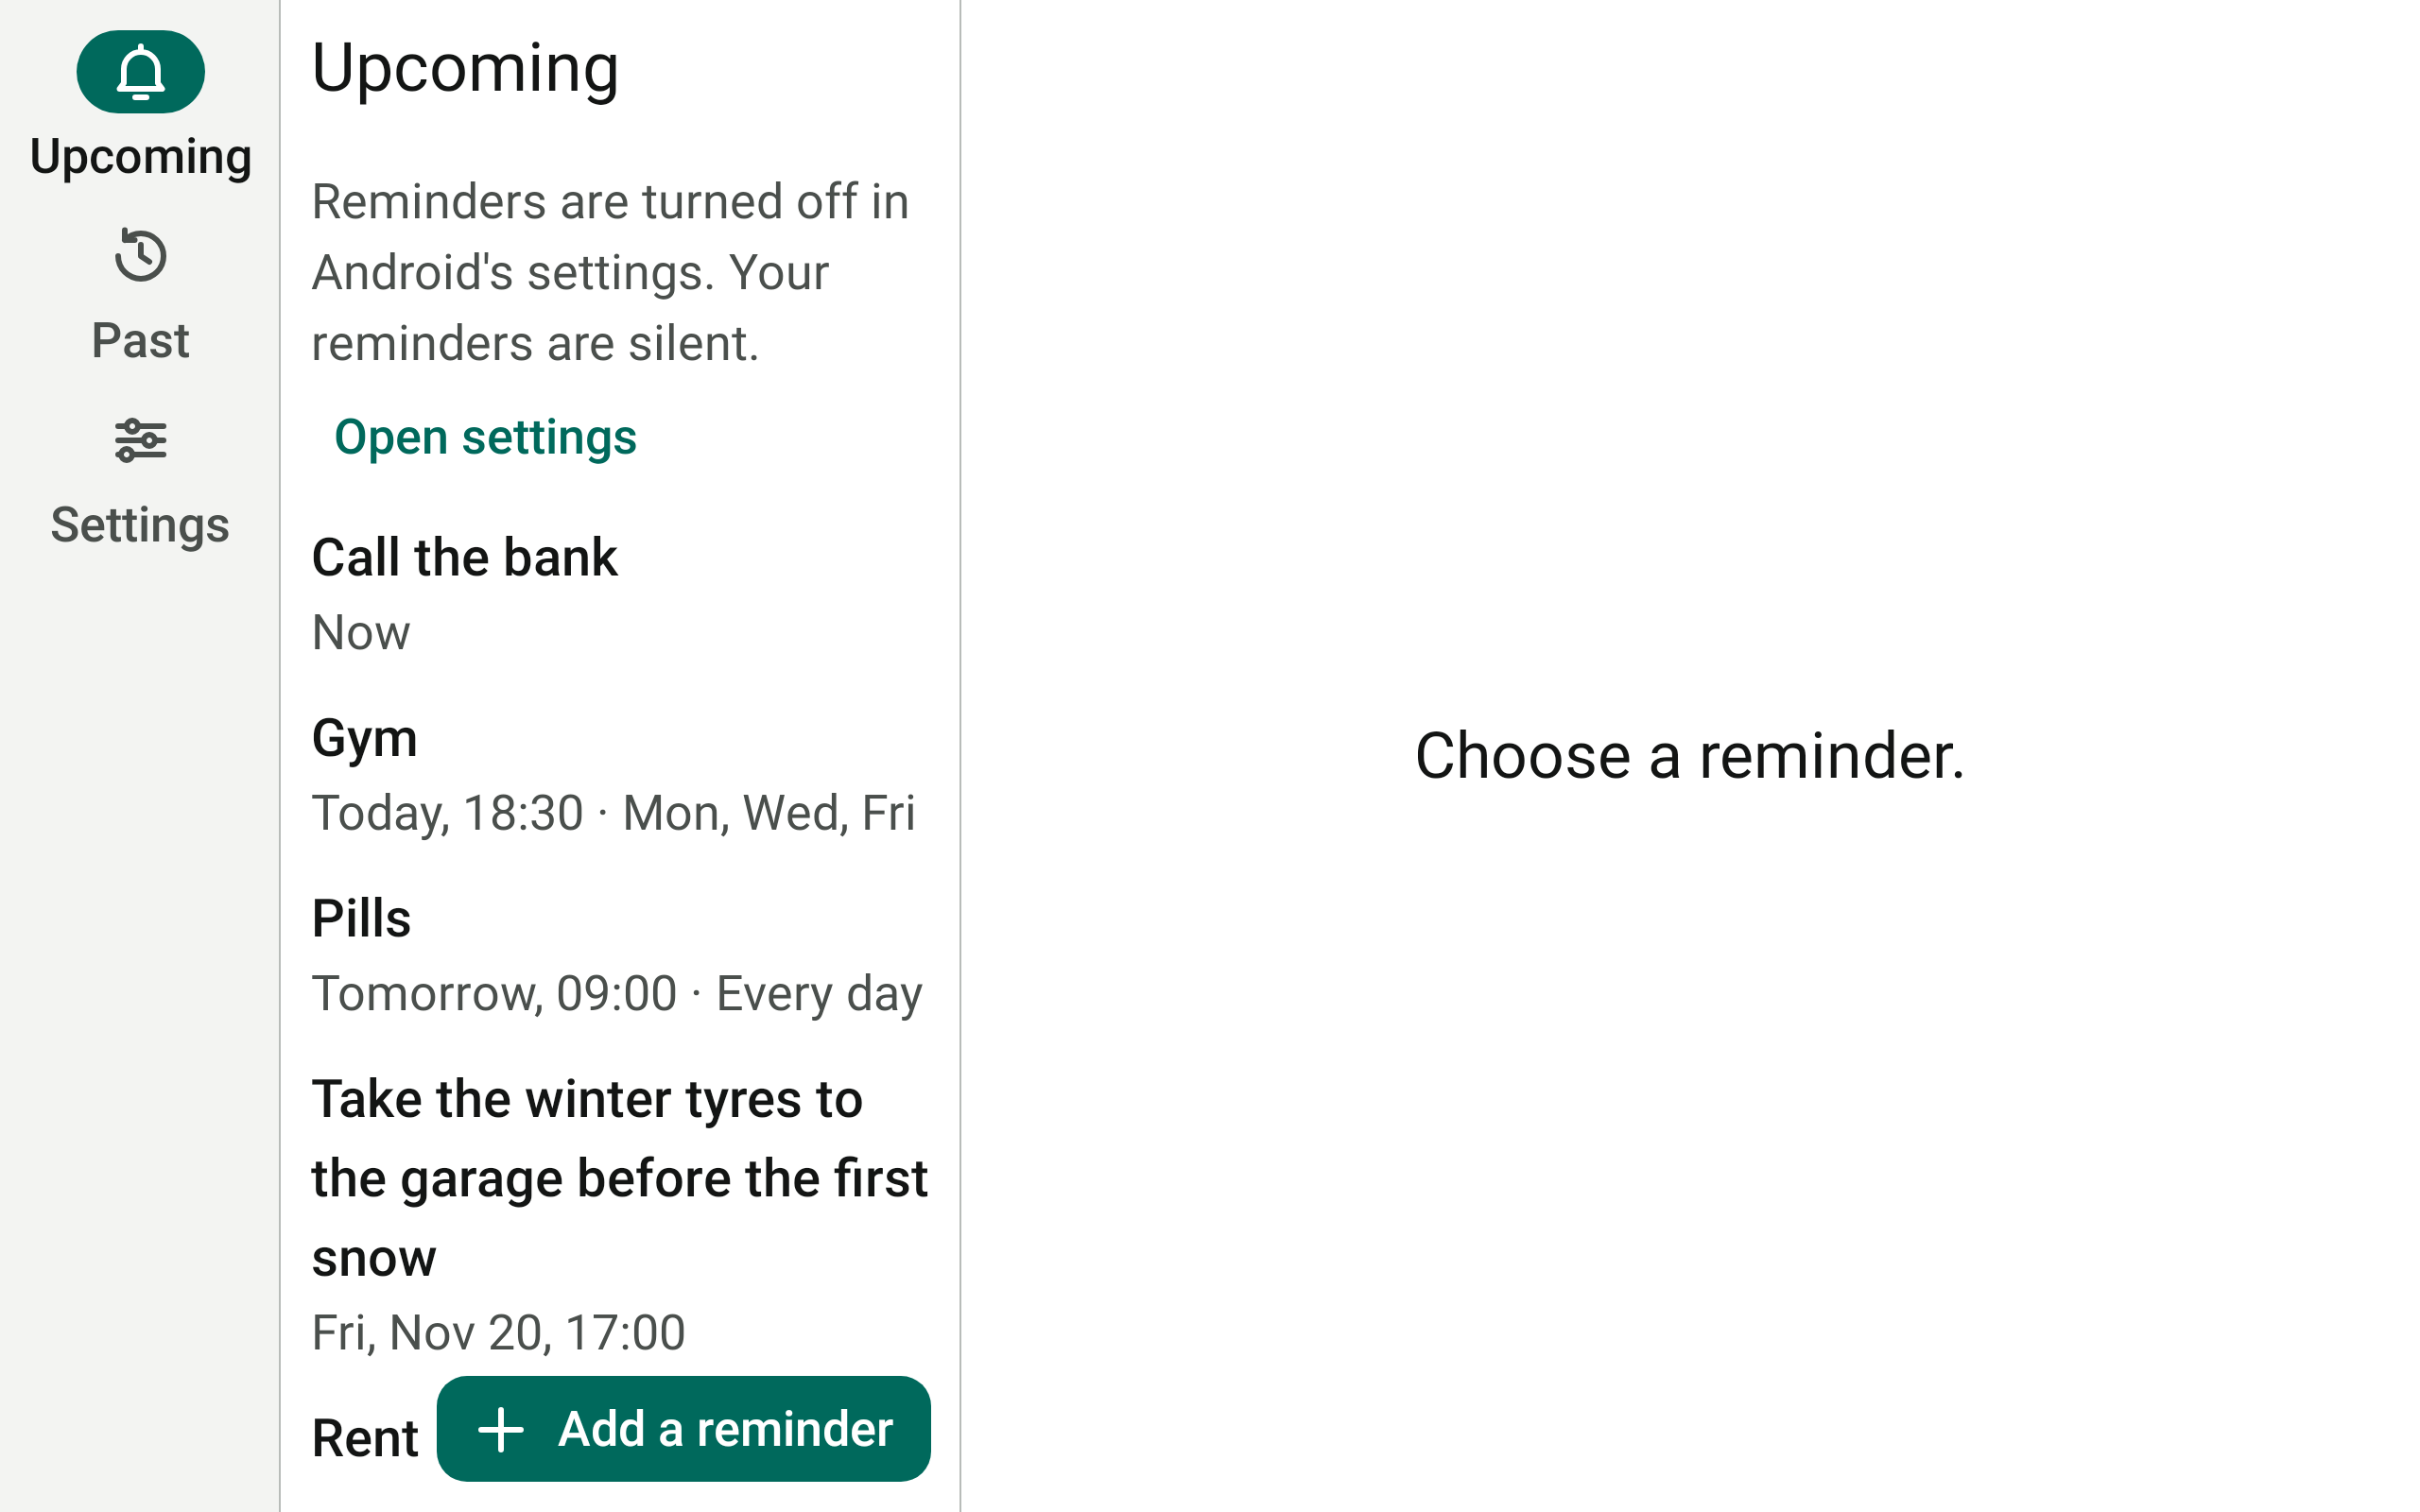 Upcoming
Past
Settings
Upcoming
Reminders are turned off in
Android's settings. Your
reminders are silent.
Open settings
Call the bank
Now
Gym
Today, 18:30 · Mon, Wed, Fri
Pills
Tomorrow, 09:00 · Every day
Take the winter tyres to
the garage before the first
snow
Fri, Nov 20, 17:00
Rent
Add a reminder
Choose a reminder.